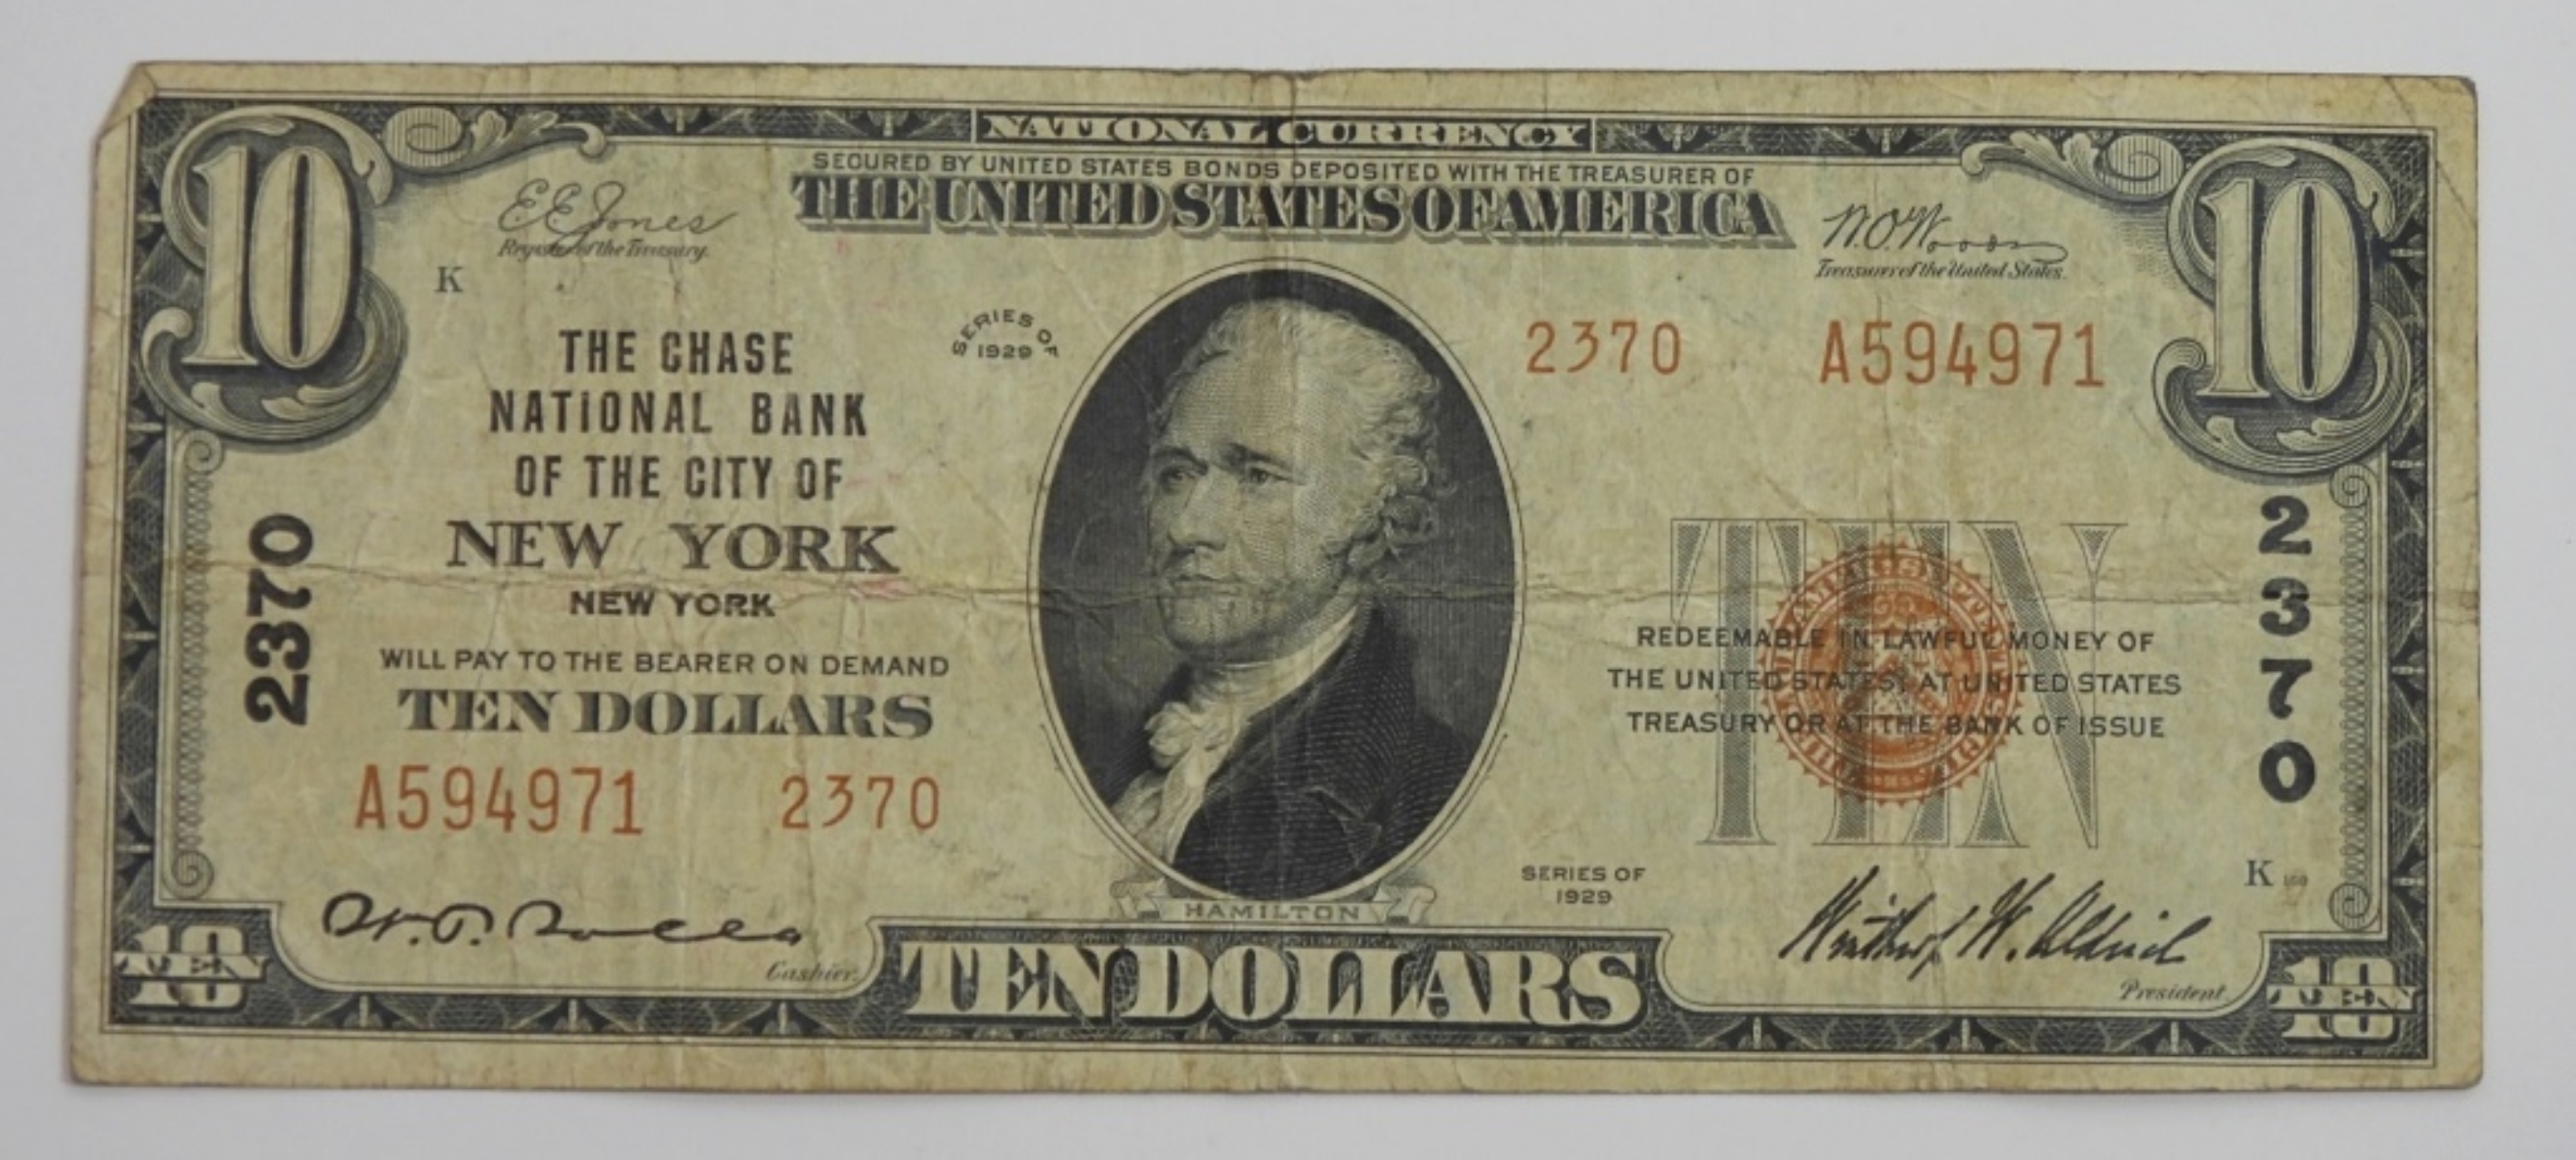 NATIONAL CURRENCY
SECURED BY UNITED STATES BONDS DEPOSITED WITH THE TREASURER OF
THE UNITED STATES OF AMERICA
10
10
E.E. Jones
Register of the Treasury.
W.O. Woods
Treasurer of the United States.
K
SERIES OF
1929
THE CHASE
NATIONAL BANK
OF THE CITY OF
NEW YORK
NEW YORK
WILL PAY TO THE BEARER ON DEMAND
TEN DOLLARS
A594971 2370
2370
2370 A594971
TEN
REDEEMABLE IN LAWFUL MONEY OF
THE UNITED STATES, AT UNITED STATES
TREASURY OR AT THE BANK OF ISSUE
2370
K
SERIES OF
1929
HAMILTON
Cashier.
Winthrop W. Aldrich
President
10
TEN
TEN DOLLARS
10
TEN